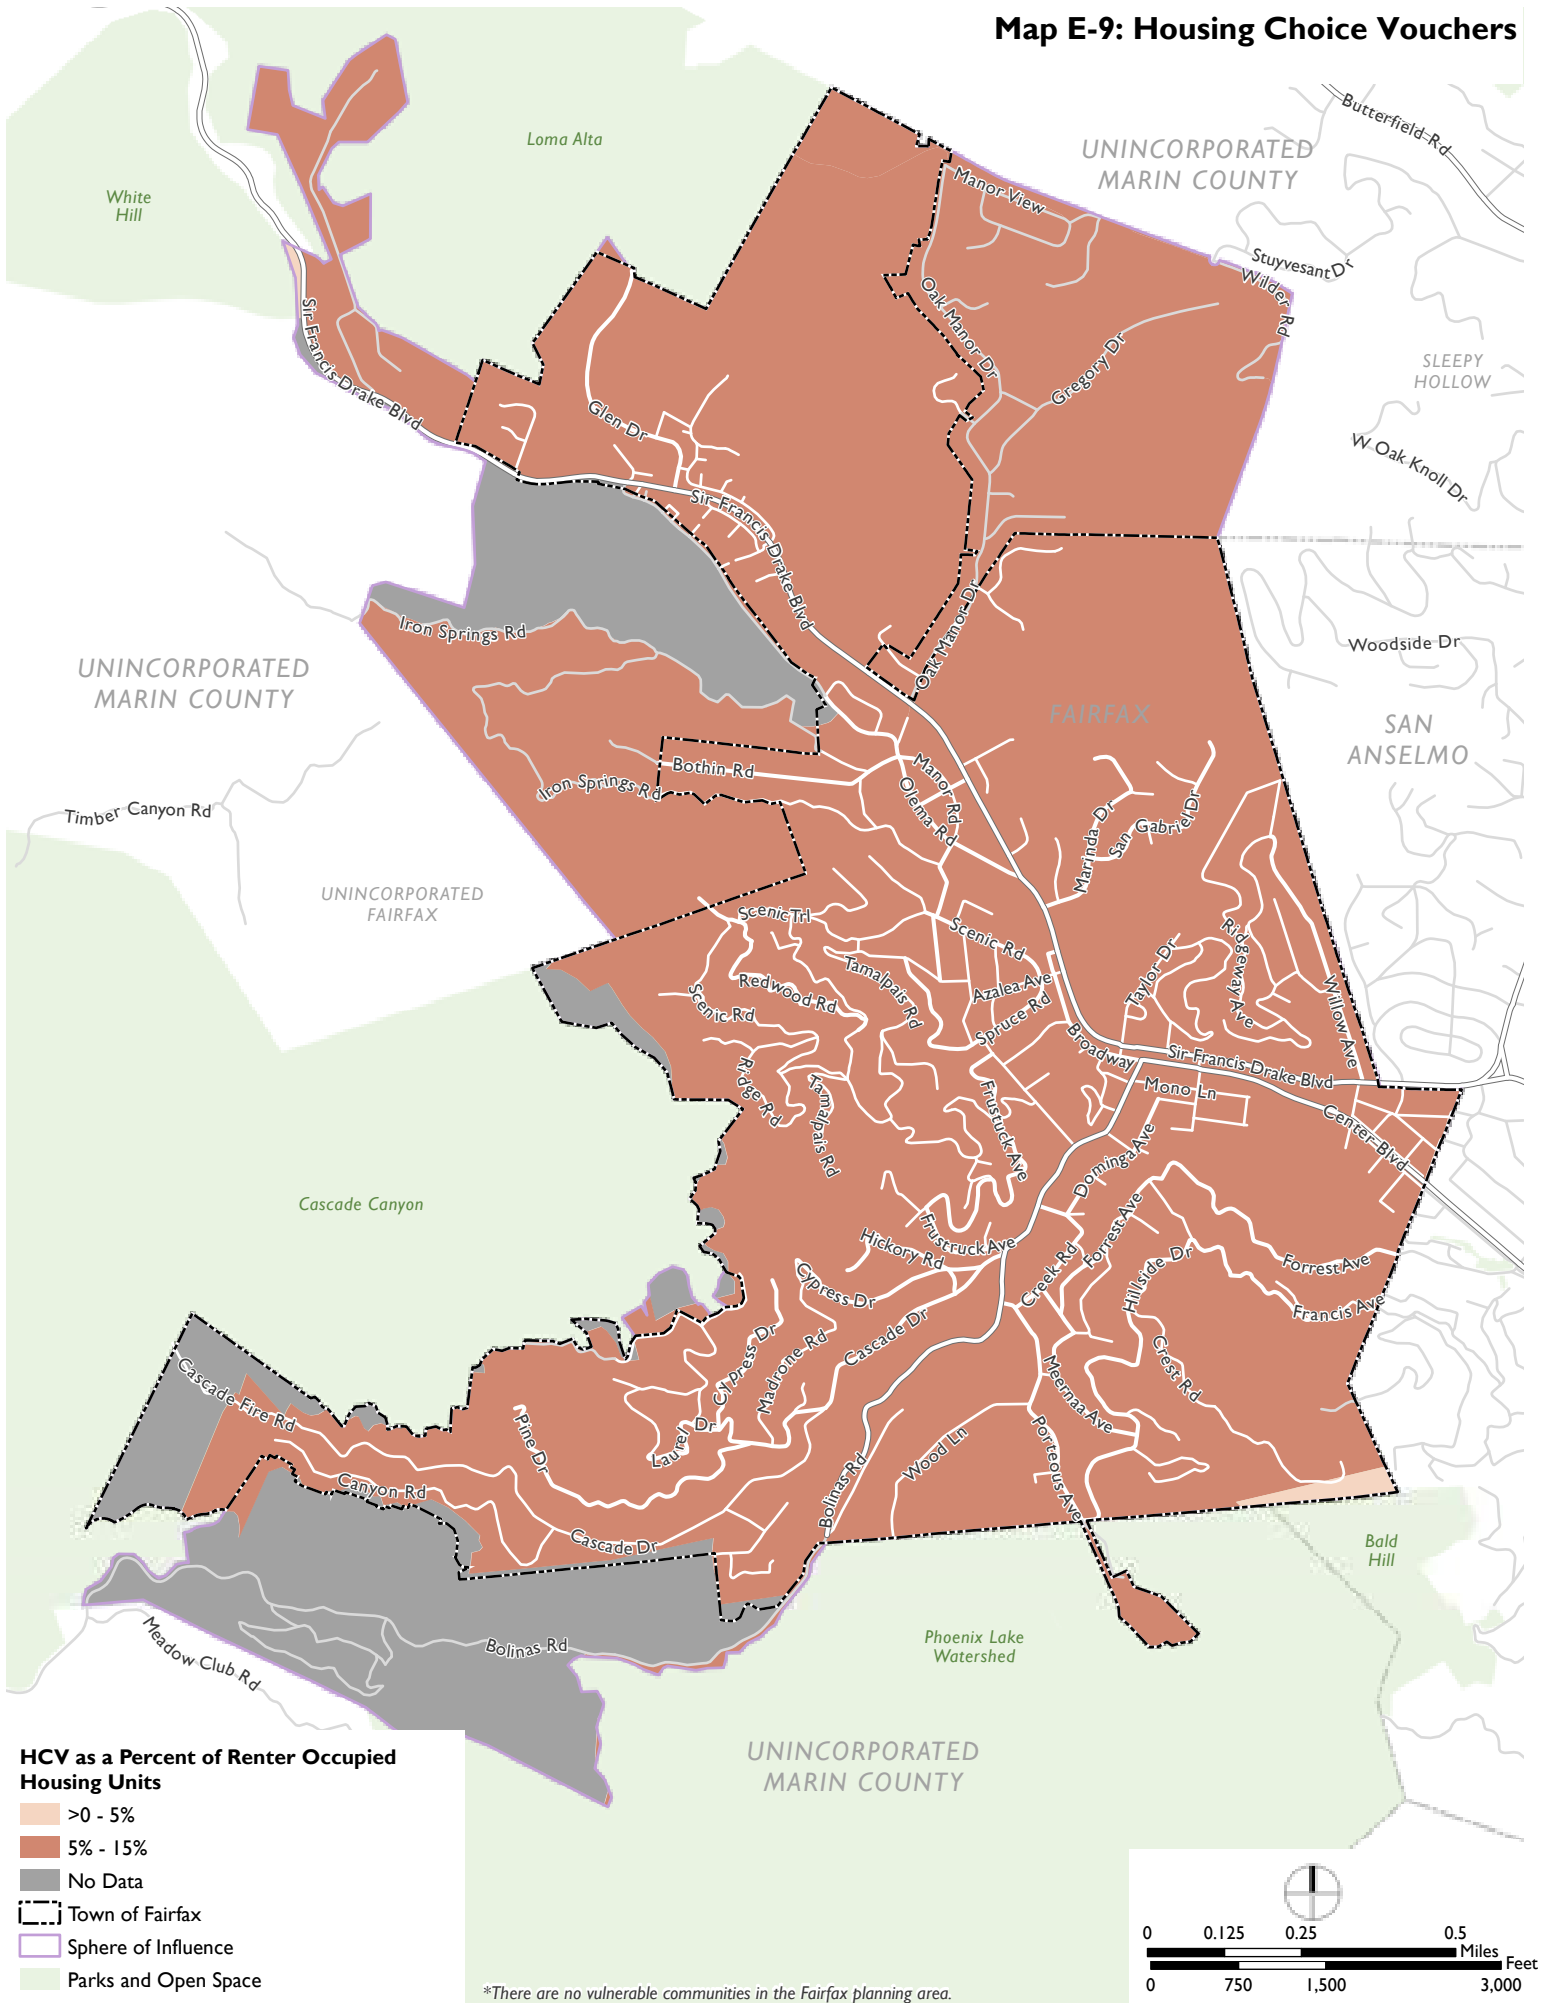 Map E-9: Housing Choice Vouchers
Butterfield Rd
Loma Alta
UNINCORPORATED
MARIN COUNTY
White
Hill
Manor View
Stuyvesant Dr
Wilder Rd
Oak Manor Dr
Sir Francis Drake Blvd
Gregory Dr
SLEEPY
HOLLOW
Glen Dr
W Oak Knoll Dr
Sir Francis Drake Blvd
Iron Springs Rd
Oak Manor Dr
Woodside Dr
UNINCORPORATED
MARIN COUNTY
FAIRFAX
SAN
ANSELMO
Bothin Rd
Iron Springs Rd
Manor Rd
Olema Rd
Timber Canyon Rd
Marinda Dr
San Gabriel Dr
UNINCORPORATED
FAIRFAX
Scenic Trl
Scenic Rd
Tamalpais Rd
Redwood Rd
Azalea Ave
Taylor Dr
Ridgeway Ave
Willow Ave
Scenic Rd
Spruce Rd
Broadway
Sir Francis Drake Blvd
Ridge Rd
Tamalpais Rd
Frustuck Ave
Mono Ln
Center Blvd
Dominga Ave
Cascade Canyon
Frustruck Ave
Hickory Rd
Forrest Ave
Creek Rd
Hillside Dr
Forrest Ave
Cypress Dr
Francis Ave
Cascade Dr
Cypress Dr
Madrone Rd
Crest Rd
Cascade Fire Rd
Meernaa Ave
Pine Dr
Laurel Dr
Wood Ln
Porteous Ave
Canyon Rd
Bolinas Rd
Cascade Dr
Bald
Hill
Meadow Club Rd
Bolinas Rd
Phoenix Lake
Watershed
UNINCORPORATED
MARIN COUNTY
HCV as a Percent of Renter Occupied
Housing Units
>0 - 5%
5% - 15%
No Data
Town of Fairfax
Sphere of Influence
Parks and Open Space
*There are no vulnerable communities in the Fairfax planning area.
0 0.125 0.25 0.5
Miles
Feet
0 750 1,500 3,000